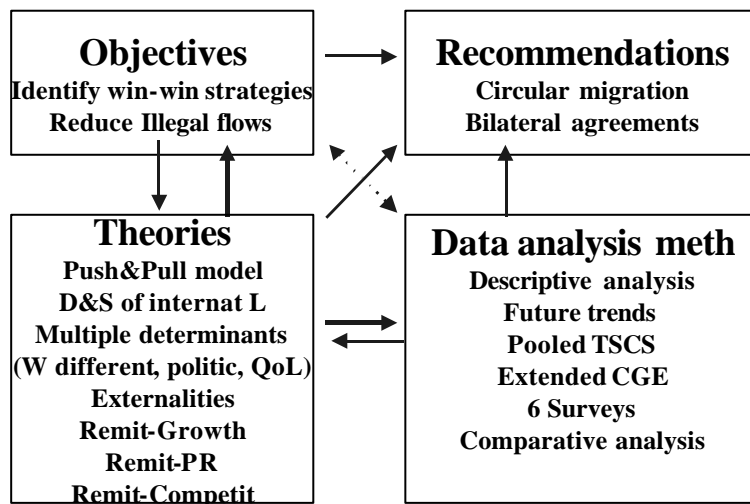 Objectives
Identify win-win strategies
Reduce Illegal flows
Recommendations
Circular migration
Bilateral agreements
Theories
Push&Pull model
D&S of internat L
Multiple determinants
(W different, politic, QoL)
Externalities
Remit-Growth
Remit-PR
Remit-Competit
Data analysis meth
Descriptive analysis
Future trends
Pooled TSCS
Extended CGE
6 Surveys
Comparative analysis